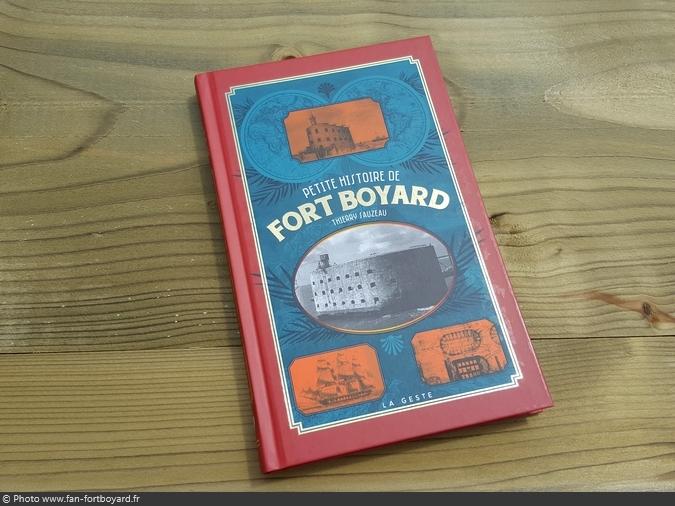 PETITE HISTOIRE DE
FORT BOYARD
THIERRY SAUZEAU
LA GESTE
© Photo www.fan-fortboyard.fr